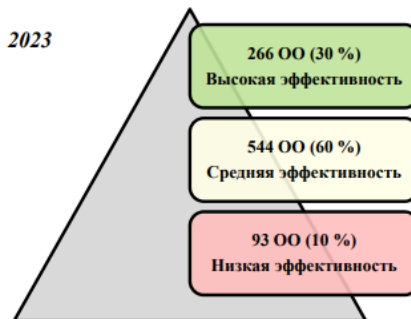 2023
266 ОО (30 %)
Высокая эффективность
544 ОО (60 %)
Средняя эффективность
93 ОО (10 %)
Низкая эффективность